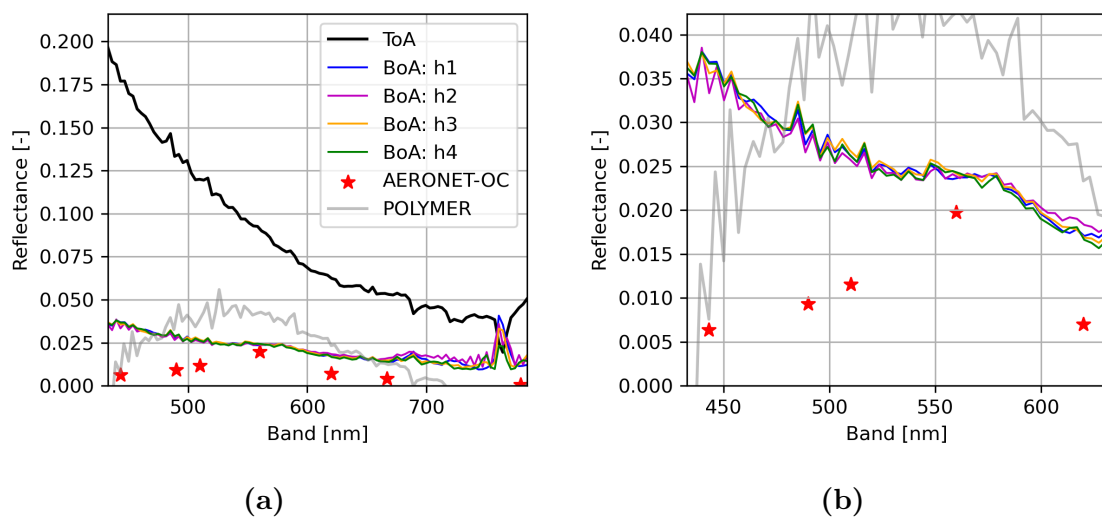 0.200
0.175
0.150
0.125
0.100
0.075
0.050
0.025
0.000
Reflectance [-]
500
600
700
Band [nm]
ToA
BoA: h1
BoA: h2
BoA: h3
BoA: h4
AERONET-OC
POLYMER
(a)
0.040
0.035
0.030
0.025
0.020
0.015
0.010
0.005
0.000
Reflectance [-]
450
500
550
600
Band [nm]
(b)